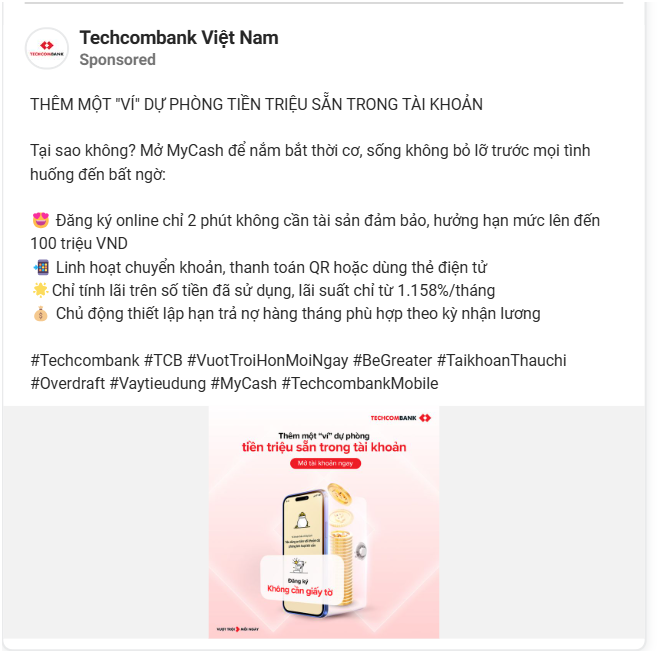 Techcombank Việt Nam
TECHCOMBANK
Sponsored
THÊM MỘT "VÍ" DỰ PHÒNG TIỀN TRIỆU SẴN TRONG TÀI KHOẢN
Tại sao không? Mở MyCash để nắm bắt thời cơ, sống không bỏ lỡ trước mọi tình
huống đến bất ngờ:
😍 Đăng ký online chỉ 2 phút không cần tài sản đảm bảo, hưởng hạn mức lên đến
100 triệu VND
📲 Linh hoạt chuyển khoản, thanh toán QR hoặc dùng thẻ điện tử
🌟 Chỉ tính lãi trên số tiền đã sử dụng, lãi suất chỉ từ 1.158%/tháng
💰 Chủ động thiết lập hạn trả nợ hàng tháng phù hợp theo kỳ nhận lương
#Techcombank #TCB #VuotTroiHonMoiNgay #BeGreater #TaikhoanThauchi
#Overdraft #Vaytieudung #MyCash #TechcombankMobile
TECHCOMBANK
Thêm một "ví" dự phòng
tiền triệu sẵn trong tài khoản
Mở tài khoản ngay
Đăng ký
Không cần giấy tờ
VƯỢT TRỘI MỖI NGÀY